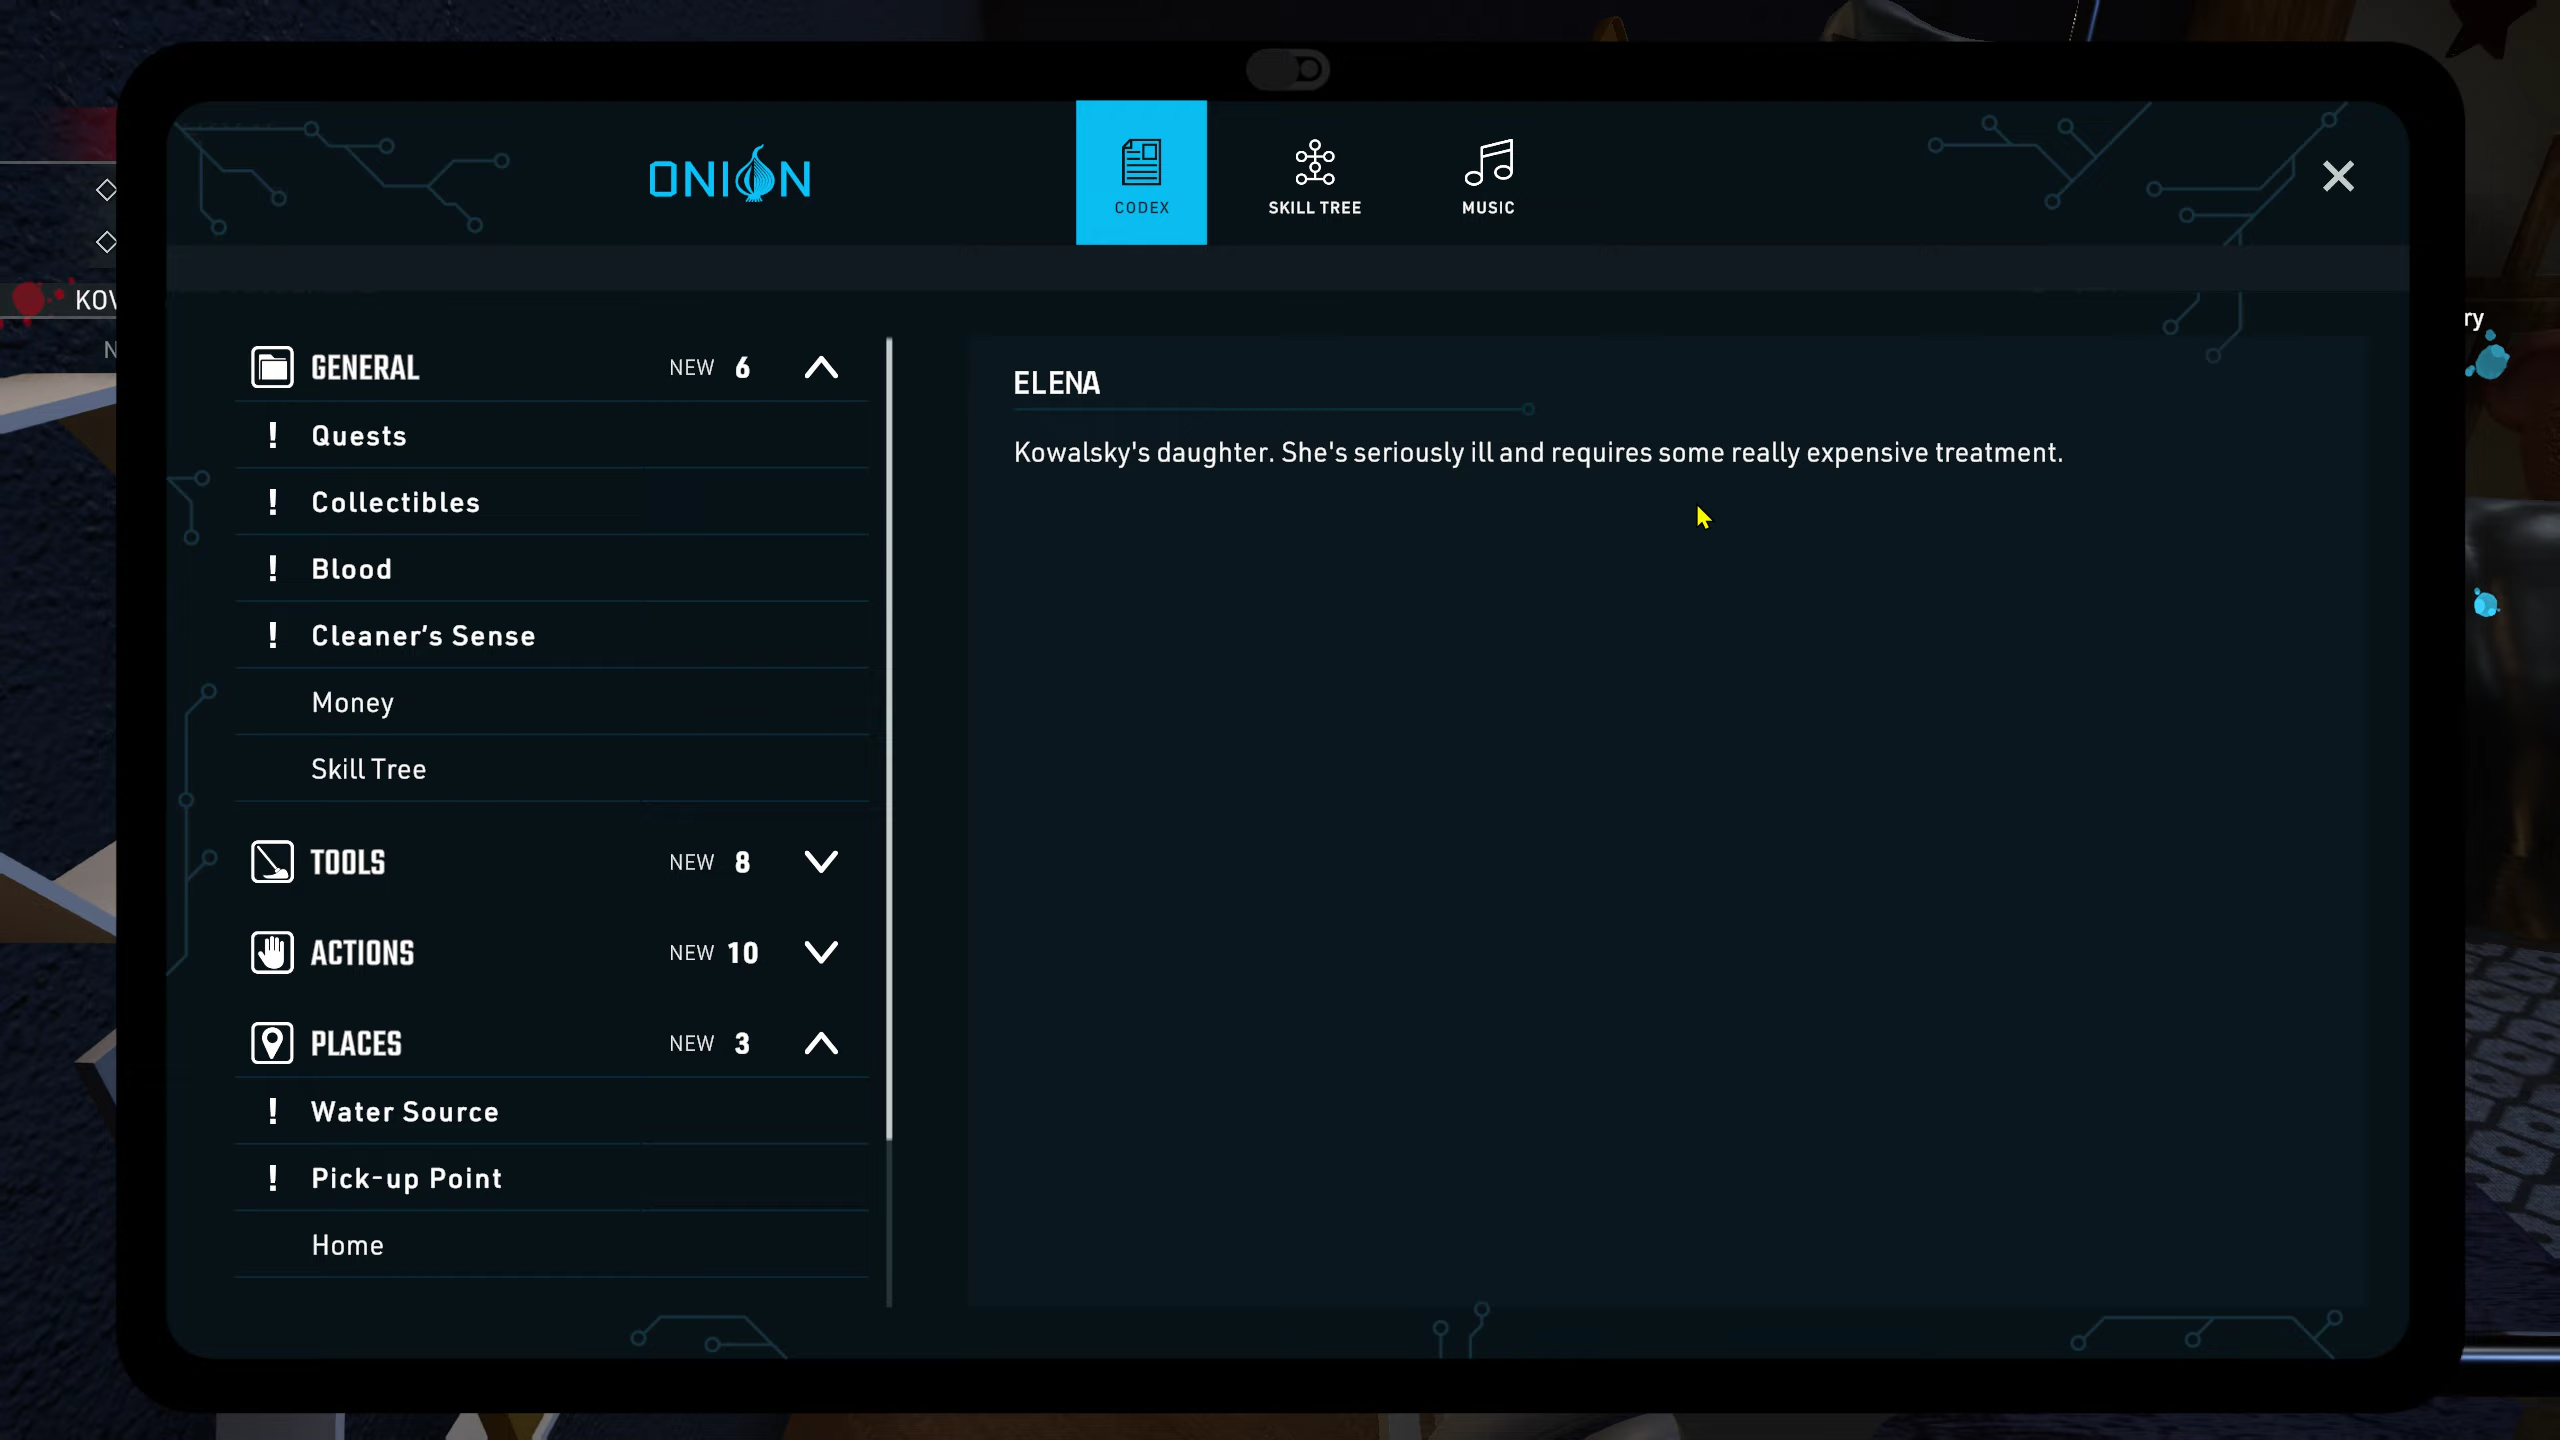 ONION
CODEX
SKILL TREE
MUSIC
KOV
N
ry
GENERAL NEW 6
! Quests
! Collectibles
! Blood
! Cleaner's Sense
Money
Skill Tree
TOOLS NEW 8
ACTIONS NEW 10
PLACES NEW 3
! Water Source
! Pick-up Point
Home
ELENA
Kowalsky's daughter. She's seriously ill and requires some really expensive treatment.